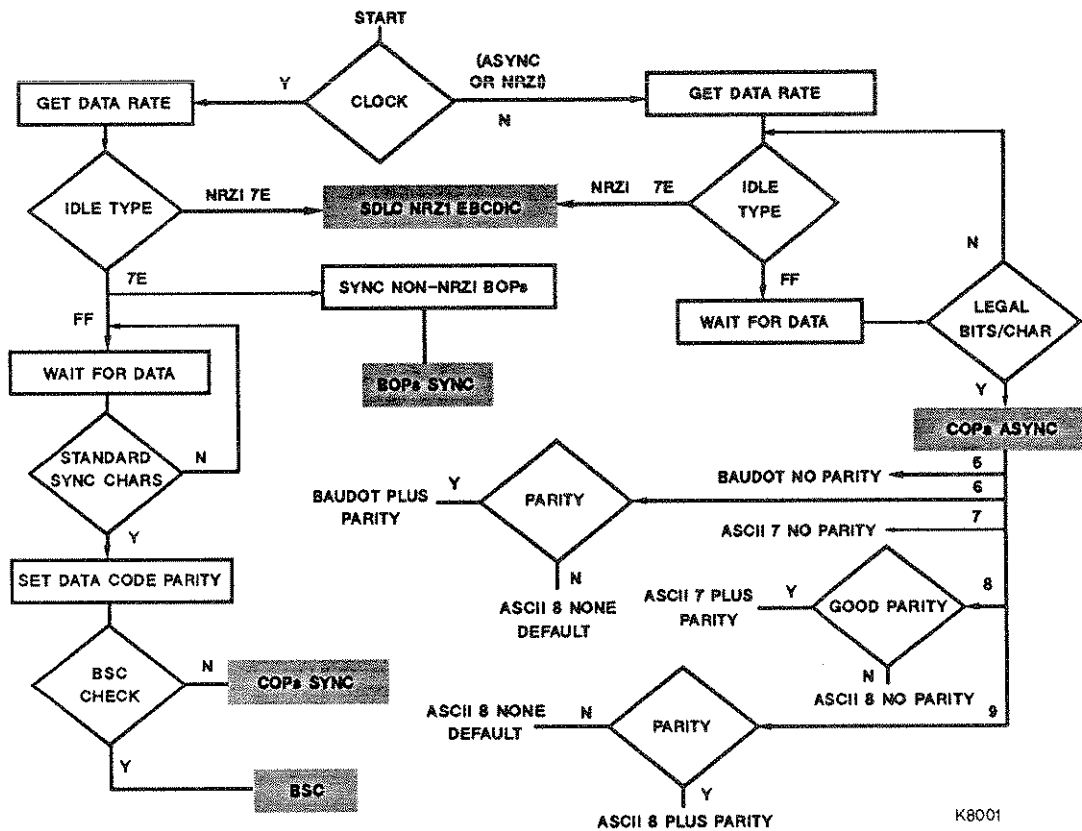 START
CLOCK
Y
(ASYNC
OR NRZI)
N
GET DATA RATE
GET DATA RATE
IDLE TYPE
NRZI 7E
SDLC NRZ1 EBCDIC
NRZI 7E
IDLE
TYPE
N
7E
SYNC NON-NRZI BOPs
FF
FF
WAIT FOR DATA
LEGAL
BITS/CHAR
WAIT FOR DATA
BOPs SYNC
Y
COPs ASYNC
STANDARD
SYNC CHARS
N
5
BAUDOT NO PARITY
6
BAUDOT PLUS
PARITY
Y
PARITY
7
ASCII 7 NO PARITY
Y
N
SET DATA CODE PARITY
ASCII 8 NONE
DEFAULT
8
ASCII 7 PLUS
PARITY
Y
GOOD PARITY
BSC
CHECK
N
COPs SYNC
N
ASCII 8 NO PARITY
9
ASCII 8 NONE
DEFAULT
N
PARITY
Y
BSC
Y
ASCII 8 PLUS PARITY
K8001